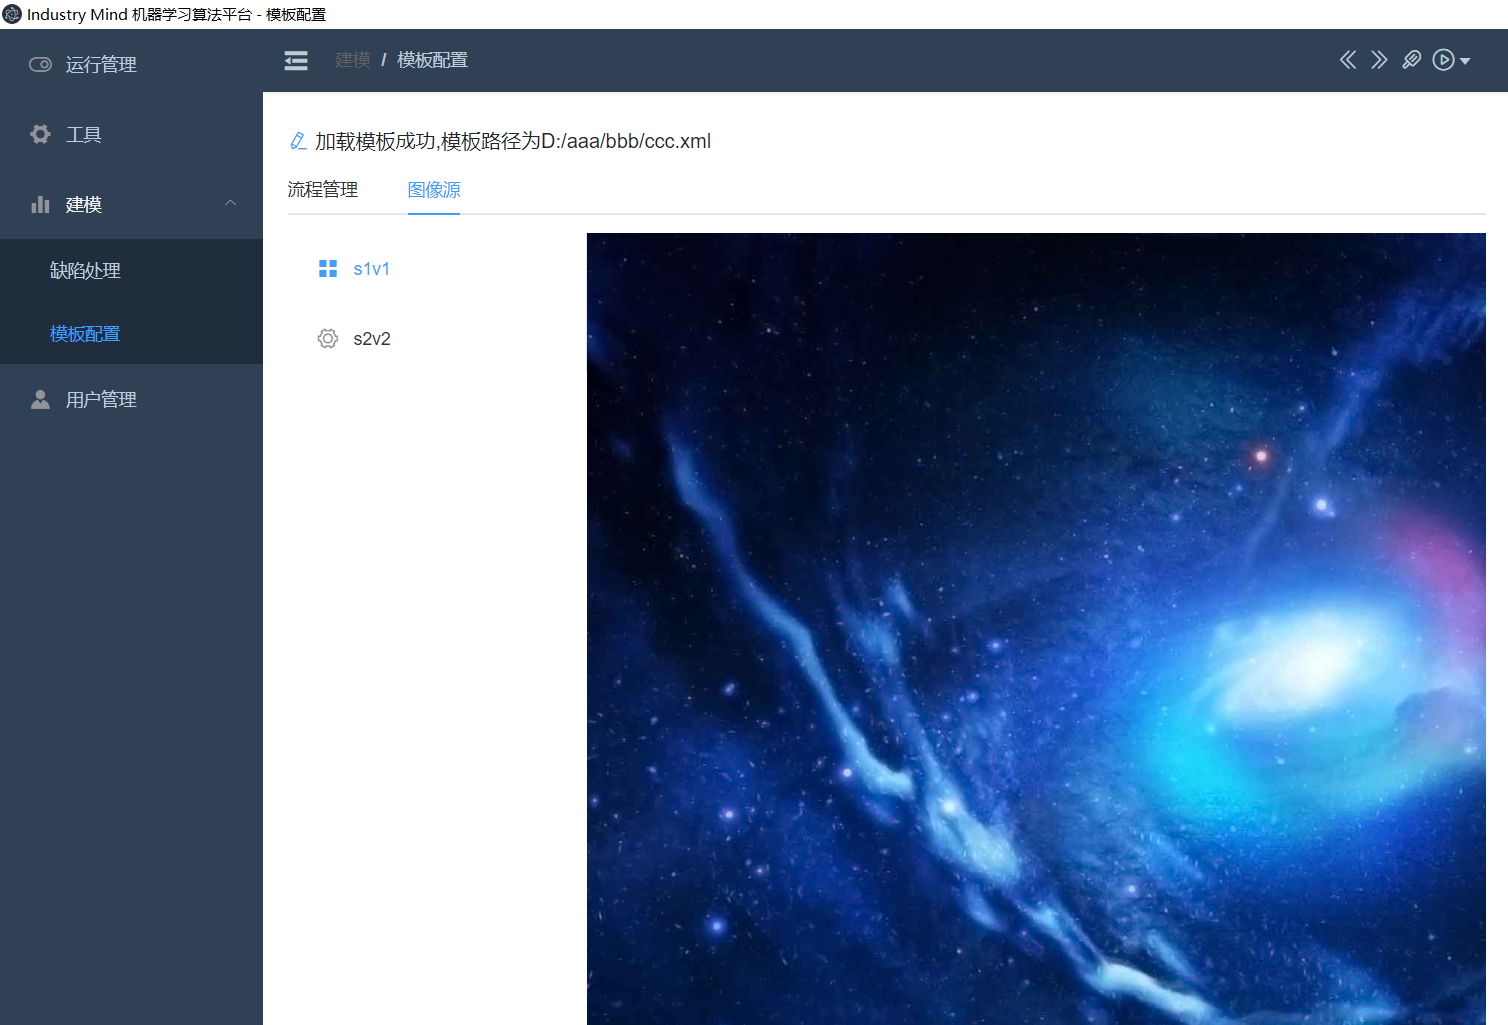 Industry Mind 机器学习算法平台 - 模板配置
运行管理
工具
建模
缺陷处理
模板配置
用户管理
建模 / 模板配置
加载模板成功,模板路径为D:/aaa/bbb/ccc.xml
流程管理 图像源
s1v1
s2v2